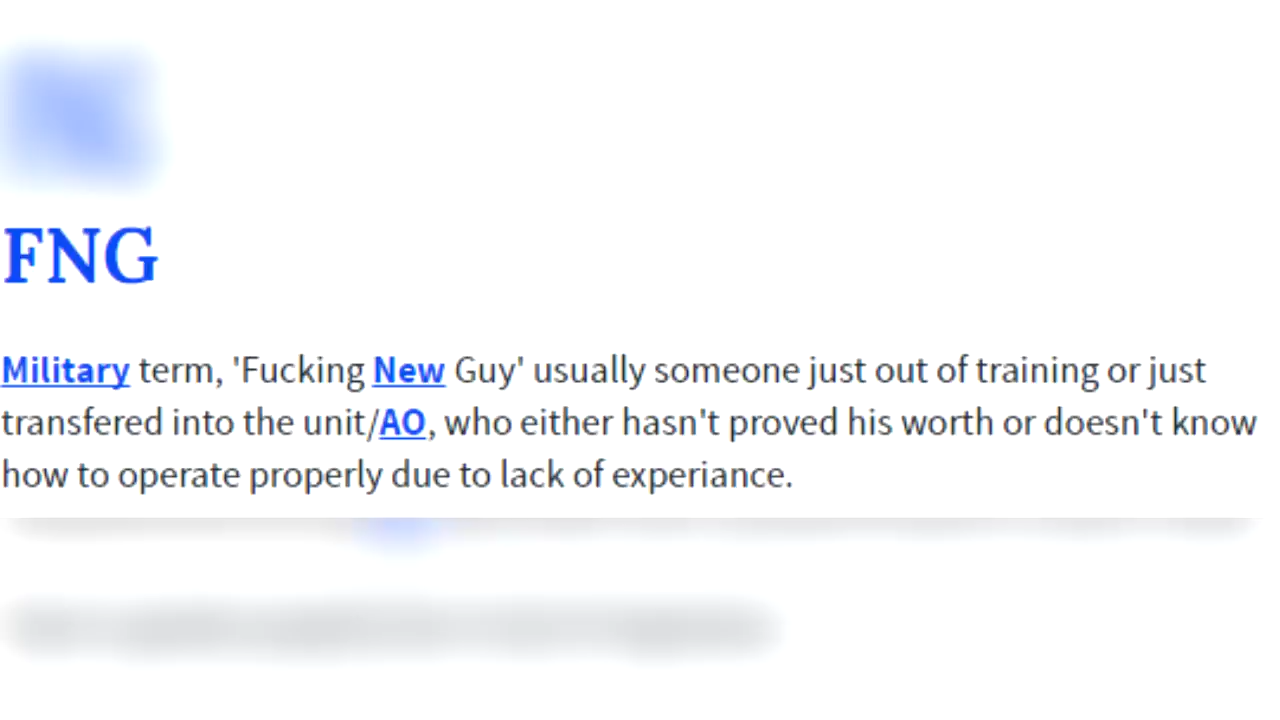 FNG
Military term, 'Fucking New Guy' usually someone just out of training or just
transfered into the unit/AO, who either hasn't proved his worth or doesn't know
how to operate properly due to lack of experiance.